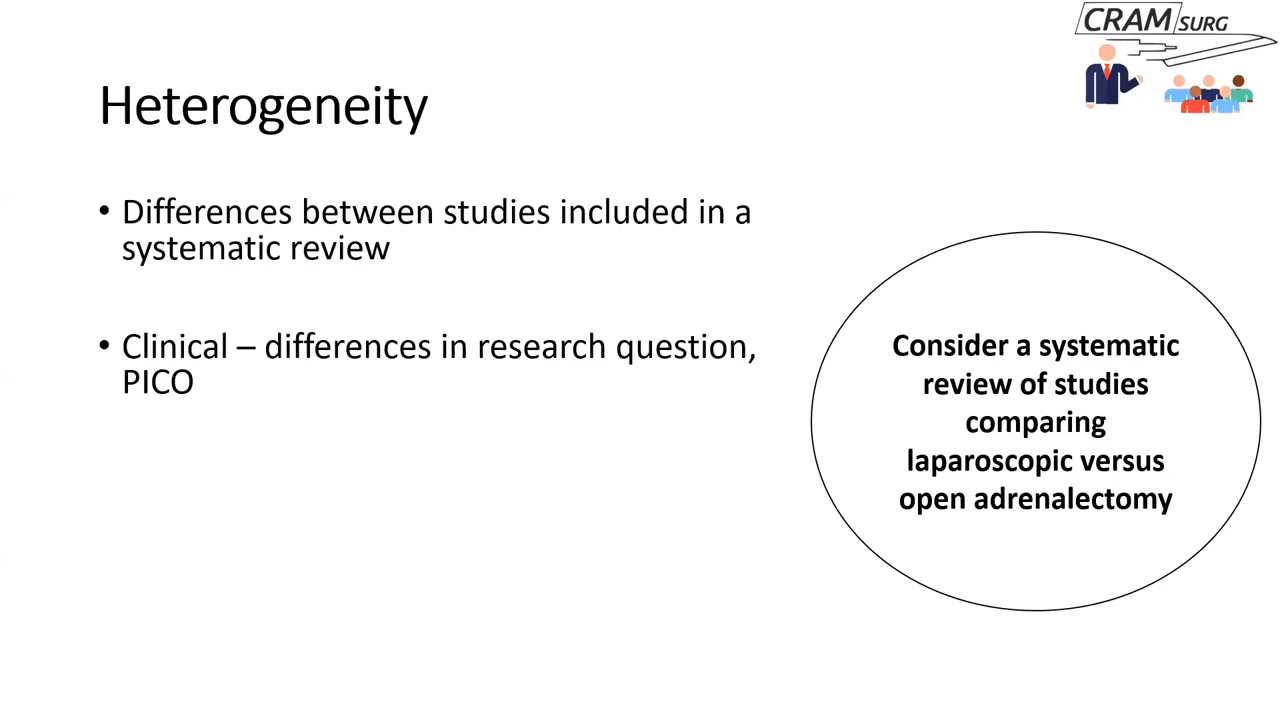 CRAM SURG
Heterogeneity
• Differences between studies included in a
systematic review
• Clinical – differences in research question,
PICO
Consider a systematic
review of studies
comparing
laparoscopic versus
open adrenalectomy